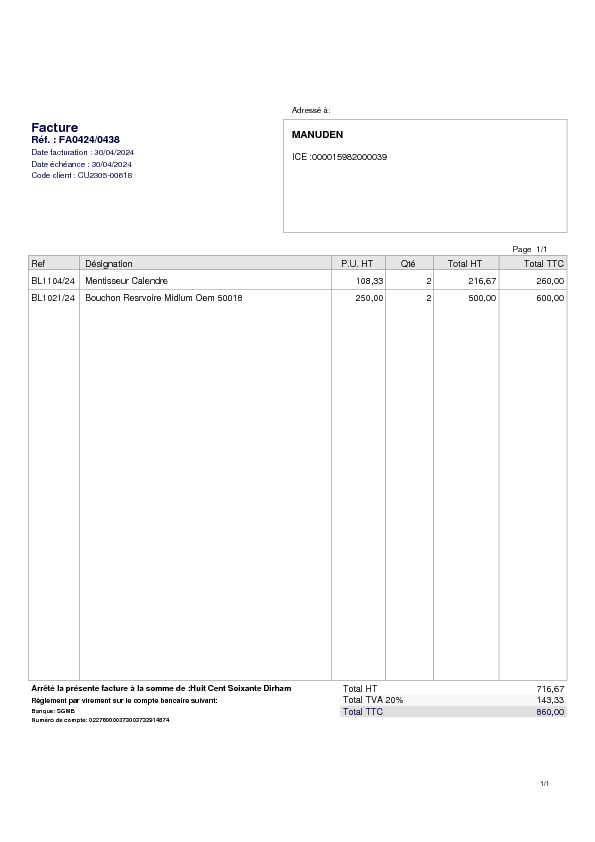 Adressé à:
Facture
Réf. : FA0424/0438
Date facturation : 30/04/2024
Date échéance : 30/04/2024
Code client : CU2305-00618
MANUDEN
ICE :000015982000039
Page 1/1
Ref Désignation P.U. HT Qté Total HT Total TTC
BL1104/24 Mentisseur Calendre 108,33 2 216,67 260,00
BL1021/24 Bouchon Resrvoire Midlum Oem 50018 250,00 2 500,00 600,00
Arrêté la présente facture à la somme de :Huit Cent Soixante Dirham
Règlement par virement sur le compte bancaire suivant:
Banque: SGMB
Numéro de compte:
Total HT 716,67
Total TVA 20% 143,33
Total TTC 860,00
1/1